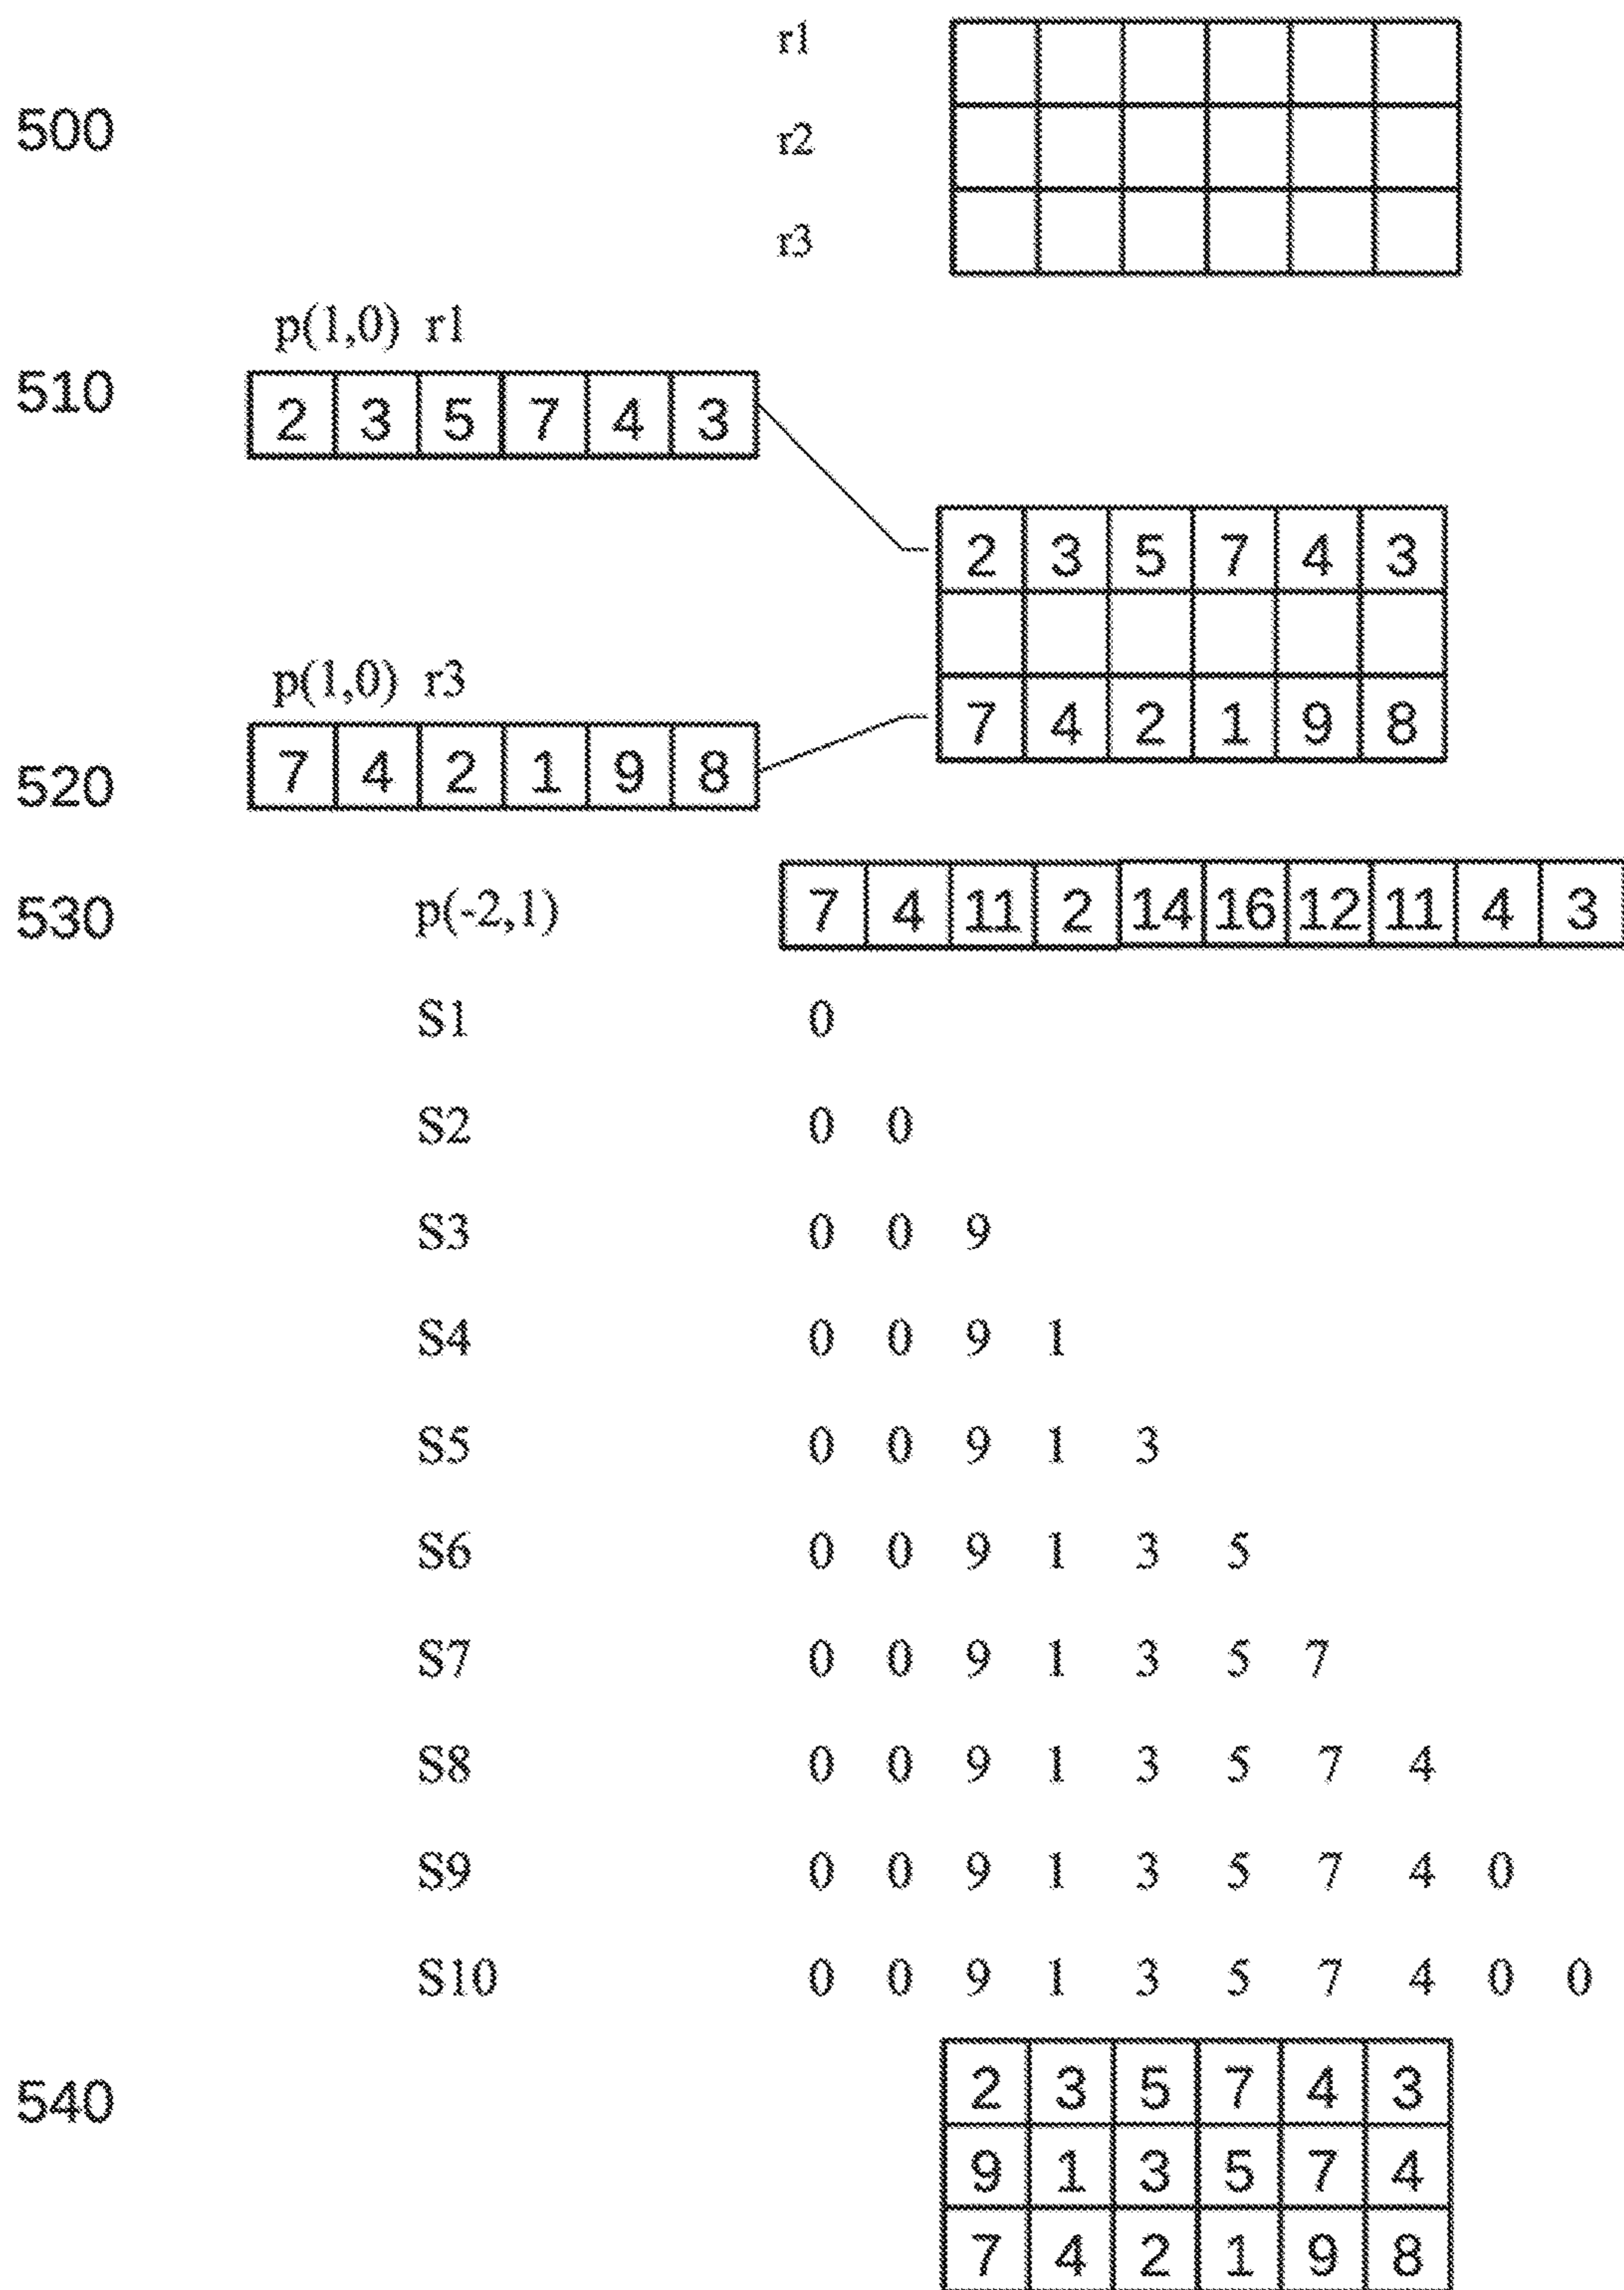 r1
500
r2
r3
p(1,0) r1
510
2 3 5 7 4 3
2 3 5 7 4 3
p(1,0) r3
7 4 2 1 9 8
520
7 4 2 1 9 8
530 p(-2,1) 7 4 11 2 14 16 12 11 4 3
S1 0
S2 0 0
S3 0 0 9
S4 0 0 9 1
S5 0 0 9 1 3
S6 0 0 9 1 3 5
S7 0 0 9 1 3 5 7
S8 0 0 9 1 3 5 7 4
S9 0 0 9 1 3 5 7 4 0
S10 0 0 9 1 3 5 7 4 0 0
540
2 3 5 7 4 3
9 1 3 5 7 4
7 4 2 1 9 8